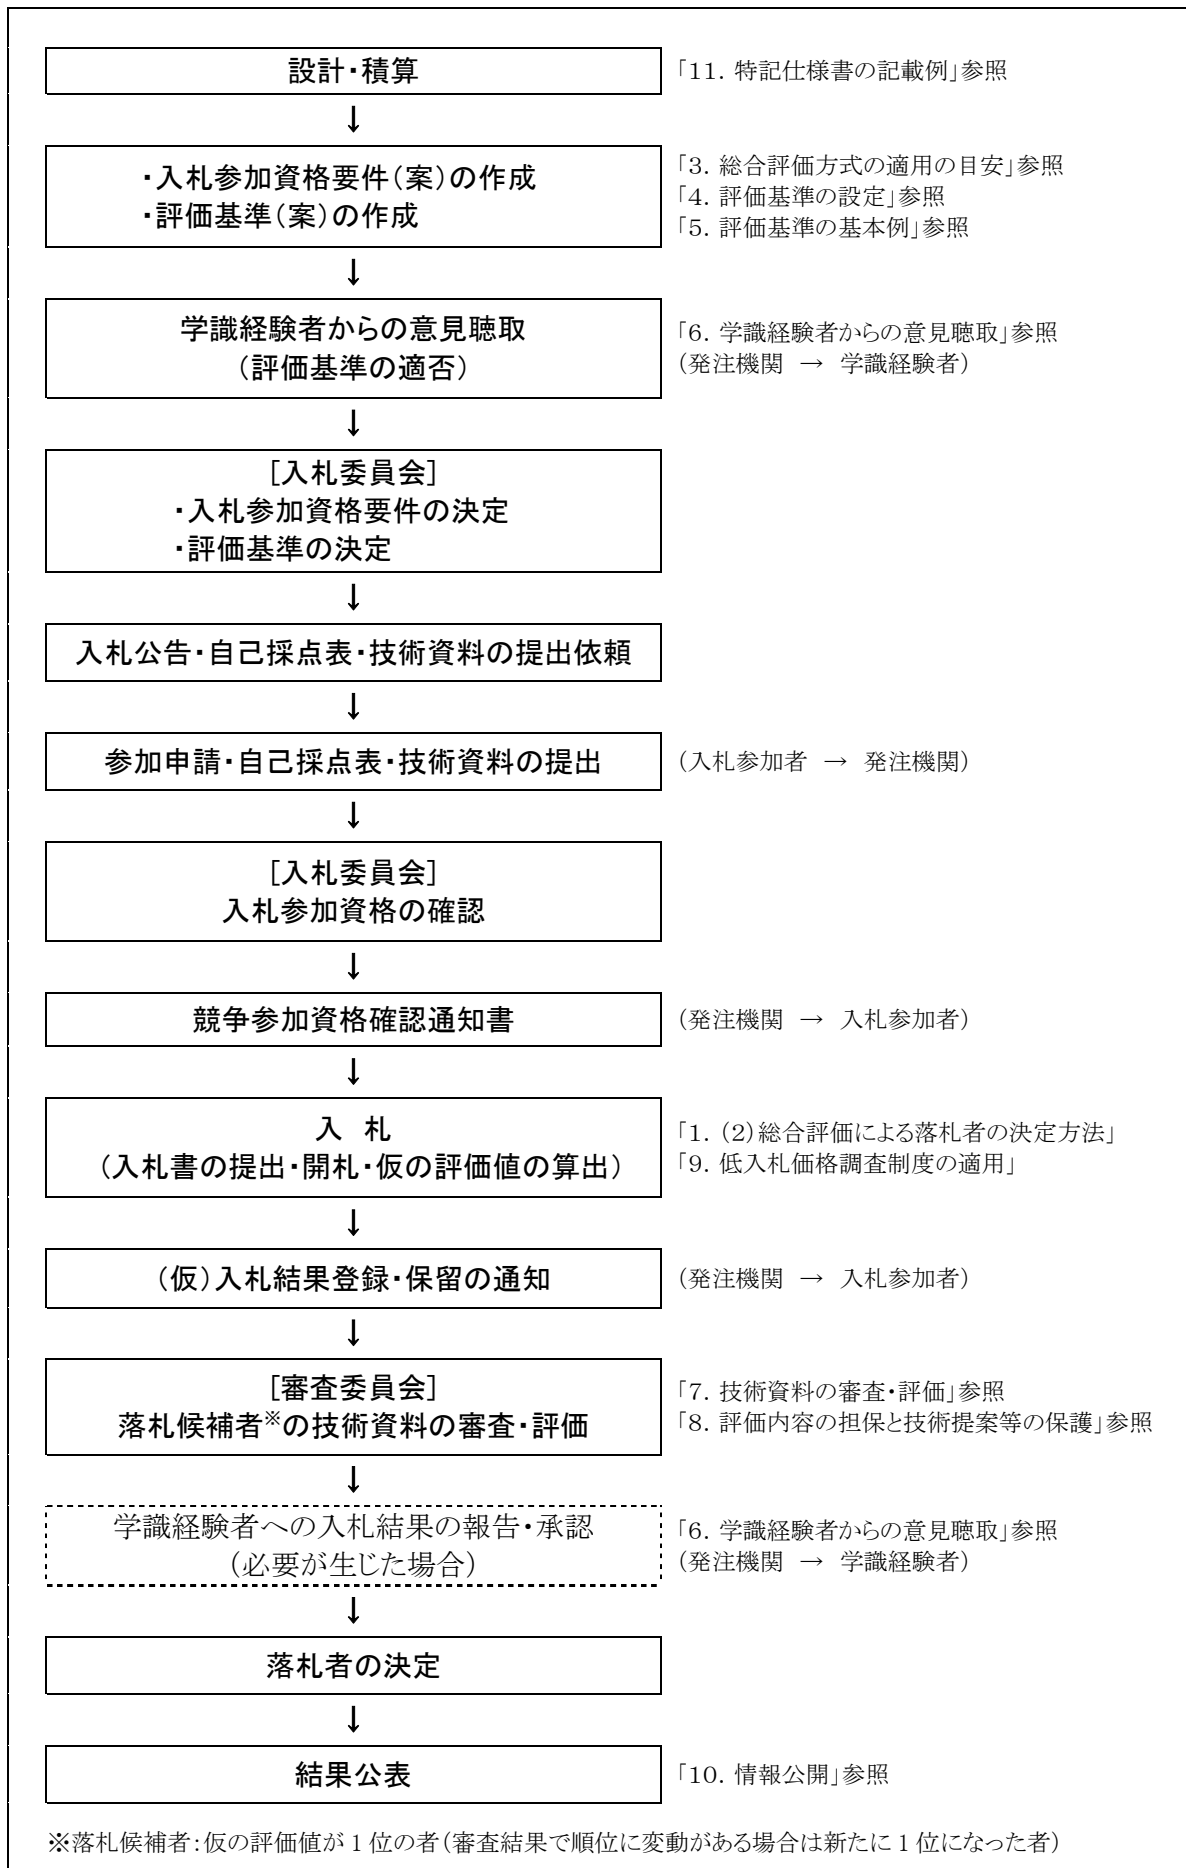 設計・積算
「11. 特記仕様書の記載例」参照
↓
・入札参加資格要件(案)の作成
・評価基準(案)の作成
「3. 総合評価方式の適用の目安」参照
「4. 評価基準の設定」参照
「5. 評価基準の基本例」参照
↓
学識経験者からの意見聴取
(評価基準の適否)
「6. 学識経験者からの意見聴取」参照
(発注機関 → 学識経験者)
↓
[入札委員会]
・入札参加資格要件の決定
・評価基準の決定
↓
入札公告・自己採点表・技術資料の提出依頼
↓
参加申請・自己採点表・技術資料の提出
(入札参加者 → 発注機関)
↓
[入札委員会]
入札参加資格の確認
↓
競争参加資格確認通知書
(発注機関 → 入札参加者)
↓
入 札
(入札書の提出・開札・仮の評価値の算出)
「1. (2)総合評価による落札者の決定方法」
「9. 低入札価格調査制度の適用」
↓
(仮)入札結果登録・保留の通知
(発注機関 → 入札参加者)
↓
[審査委員会]
落札候補者※の技術資料の審査・評価
「7. 技術資料の審査・評価」参照
「8. 評価内容の担保と技術提案等の保護」参照
↓
学識経験者への入札結果の報告・承認
(必要が生じた場合)
「6. 学識経験者からの意見聴取」参照
(発注機関 → 学識経験者)
↓
落札者の決定
↓
結果公表
「10. 情報公開」参照
※落札候補者:仮の評価値が1位の者(審査結果で順位に変動がある場合は新たに1位になった者)